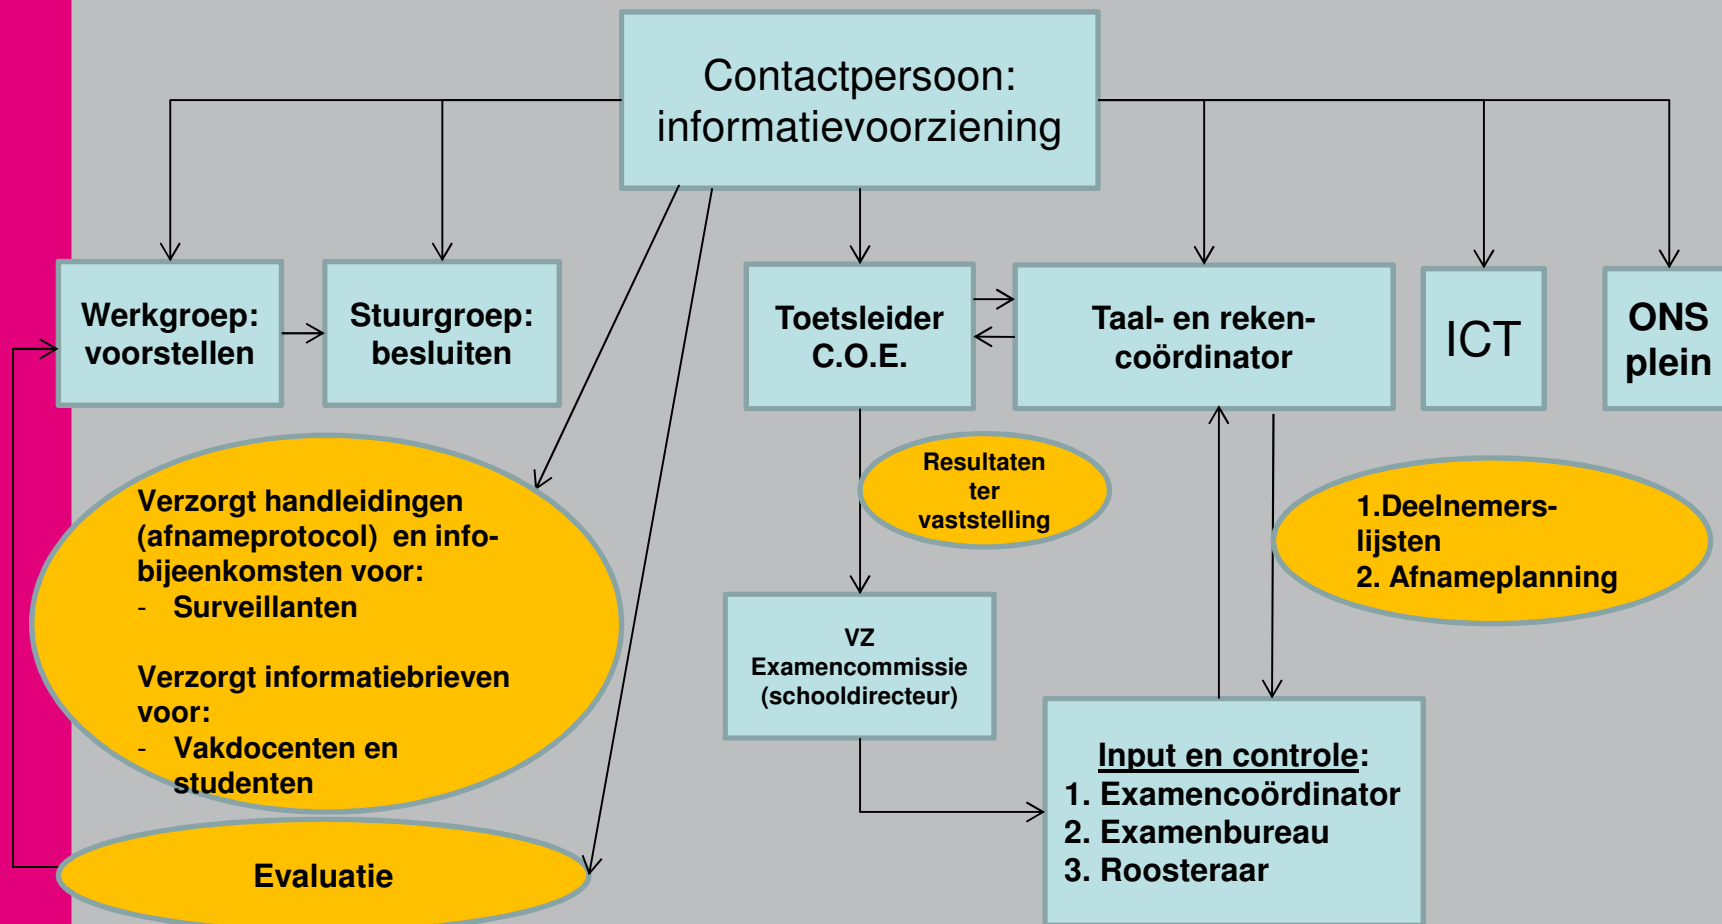 Contactpersoon:
informatievoorziening
Werkgroep:
voorstellen
Stuurgroep:
besluiten
Toetsleider
C.O.E.
Taal- en reken-
coördinator
ICT
ONS
plein
Verzorgt handleidingen
(afnameprotocol) en info-
bijeenkomsten voor:
- Surveillanten
Verzorgt informatiebrieven
voor:
- Vakdocenten en
studenten
Resultaten
ter
vaststelling
1.Deelnemers-
lijsten
2. Afnameplanning
VZ
Examencommissie
(schooldirecteur)
Input en controle:
1. Examencoördinator
2. Examenbureau
3. Roosteraar
Evaluatie